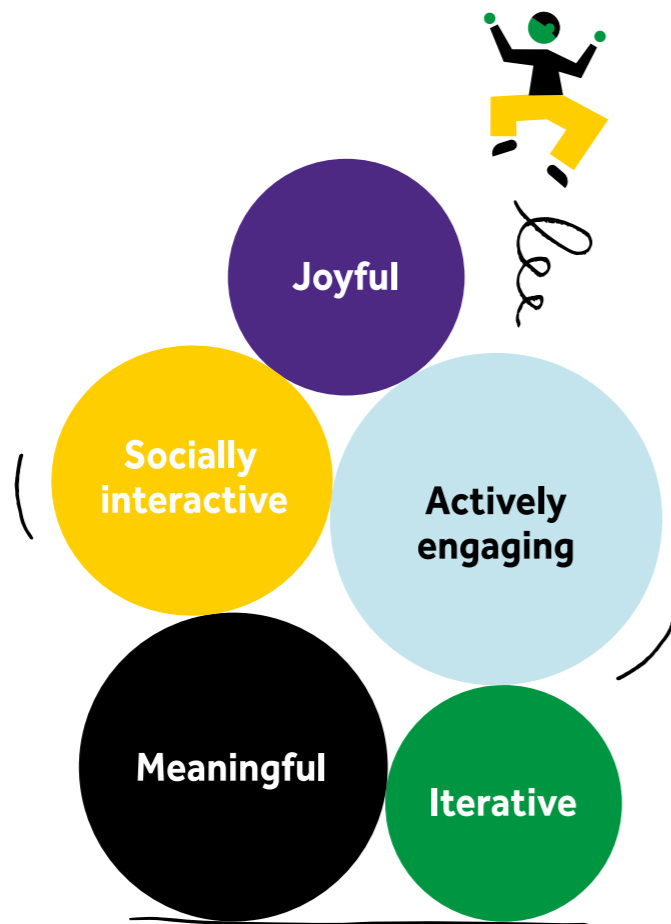 Joyful
Socially
interactive
Actively
engaging
Meaningful
Iterative